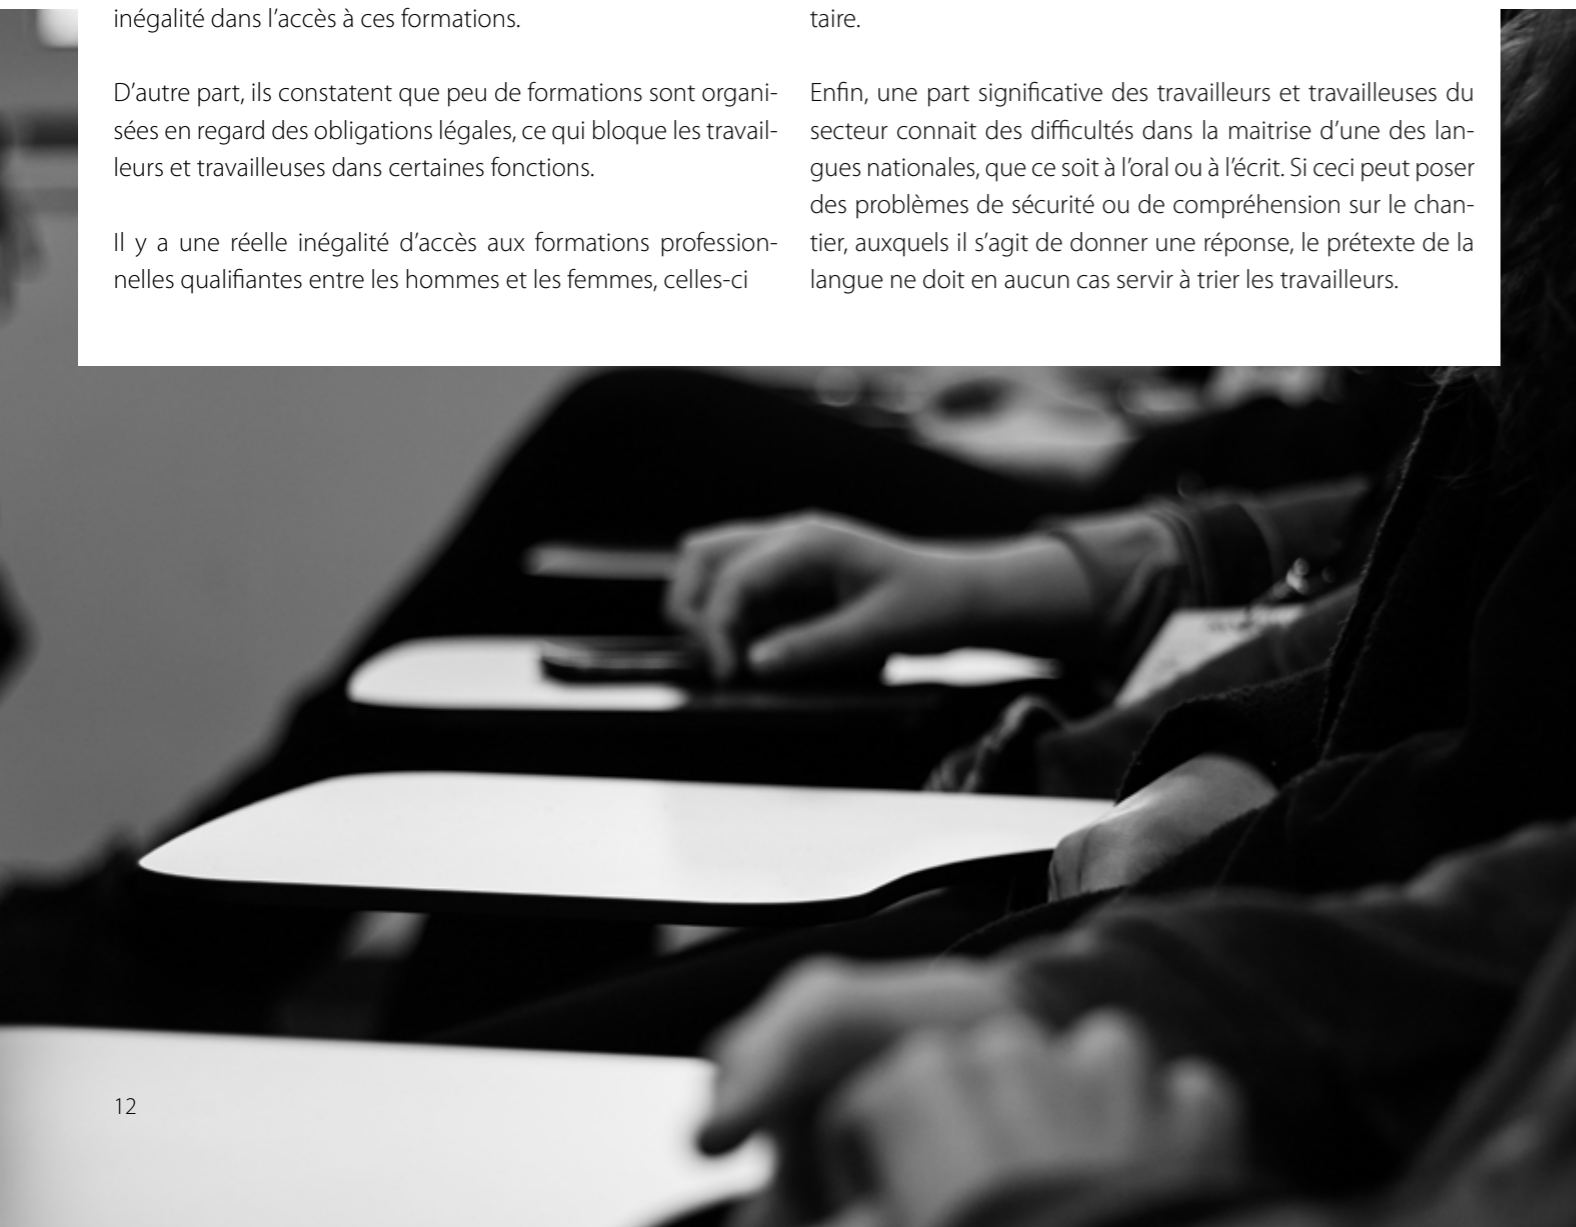 inégalité dans l’accès à ces formations.
D’autre part, ils constatent que peu de formations sont organi-
sées en regard des obligations légales, ce qui bloque les travail-
leurs et travailleuses dans certaines fonctions.
Il y a une réelle inégalité d’accès aux formations profession-
nelles qualifiantes entre les hommes et les femmes, celles-ci
taire.
Enfin, une part significative des travailleurs et travailleuses du
secteur connait des difficultés dans la maitrise d’une des lan-
gues nationales, que ce soit à l’oral ou à l’écrit. Si ceci peut poser
des problèmes de sécurité ou de compréhension sur le chan-
tier, auxquels il s’agit de donner une réponse, le prétexte de la
langue ne doit en aucun cas servir à trier les travailleurs.
12